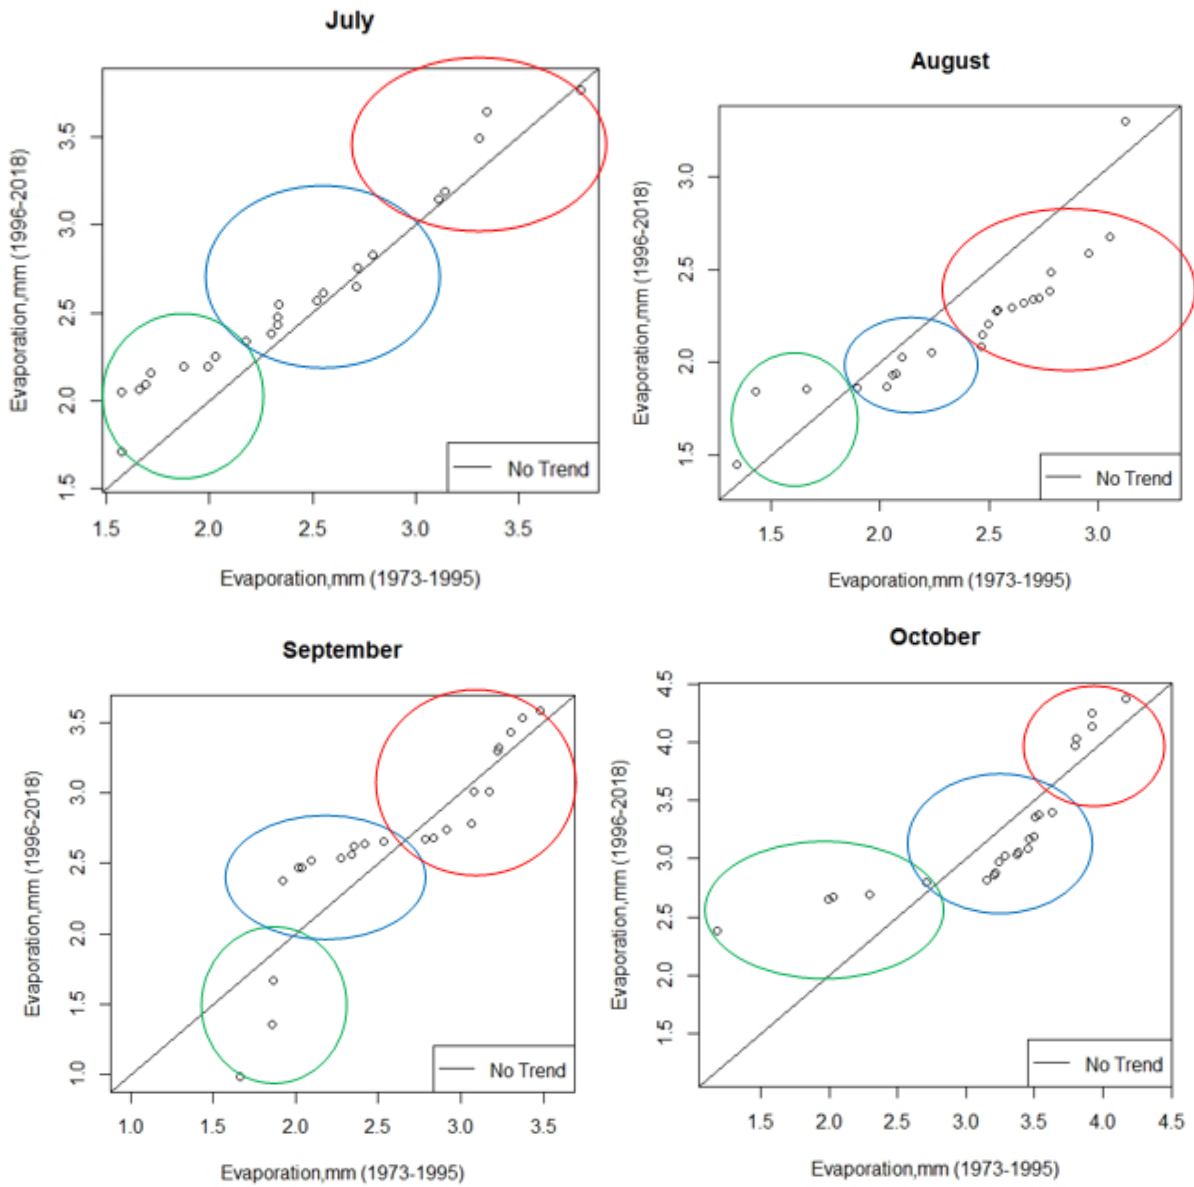 July
Evaporation,mm (1996-2018)
3.5
3.0
2.5
2.0
1.5
No Trend
1.5 2.0 2.5 3.0 3.5
Evaporation,mm (1973-1995)
August
Evaporation,mm (1996-2018)
3.0
2.5
2.0
1.5
No Trend
1.5 2.0 2.5 3.0
Evaporation,mm (1973-1995)
September
Evaporation,mm (1996-2018)
3.5
3.0
2.5
2.0
1.5
1.0
No Trend
1.0 1.5 2.0 2.5 3.0 3.5
Evaporation,mm (1973-1995)
October
Evaporation,mm (1996-2018)
4.5
4.0
3.5
3.0
2.5
2.0
1.5
No Trend
1.5 2.0 2.5 3.0 3.5 4.0 4.5
Evaporation,mm (1973-1995)